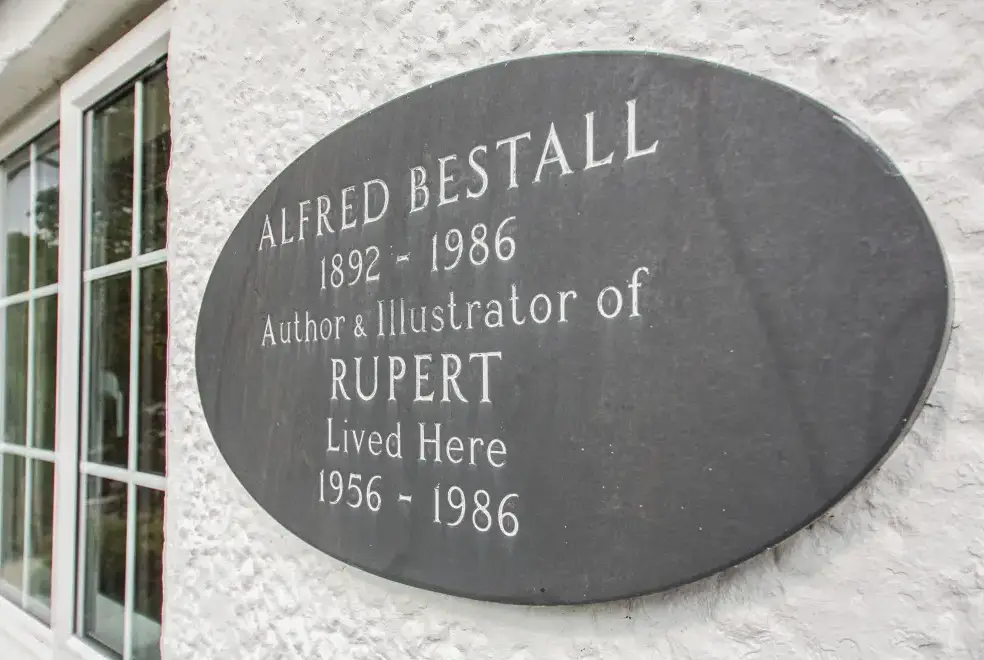 ALFRED BESTALL
1892 - 1986
Author & Illustrator of
RUPERT
Lived Here
1956 - 1986